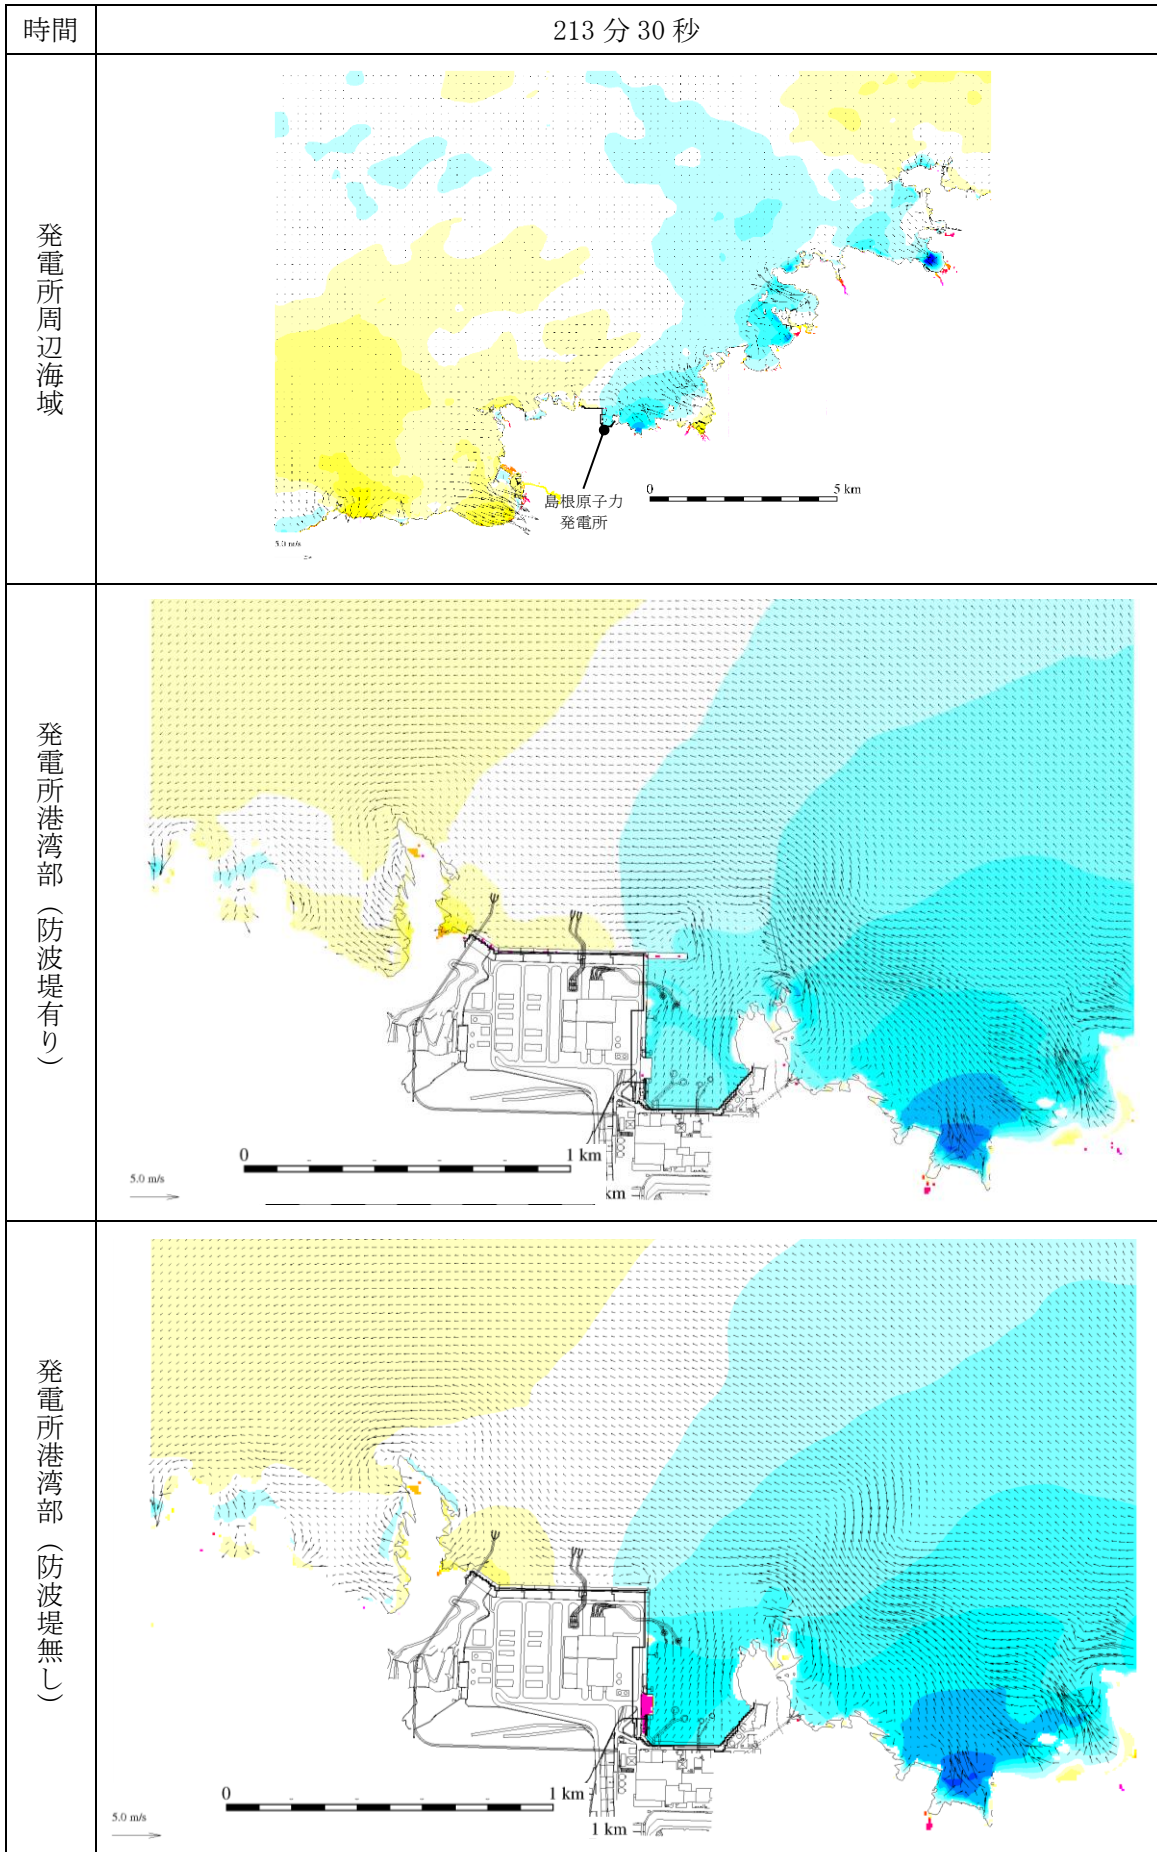 時間
213 分 30 秒
発電所周辺海域
島根原子力
発電所
0
5 km
5.0 m/s
発電所港湾部（防波堤有り）
0
1 km
5.0 m/s
km
発電所港湾部（防波堤無し）
0
1 km
5.0 m/s
1 km